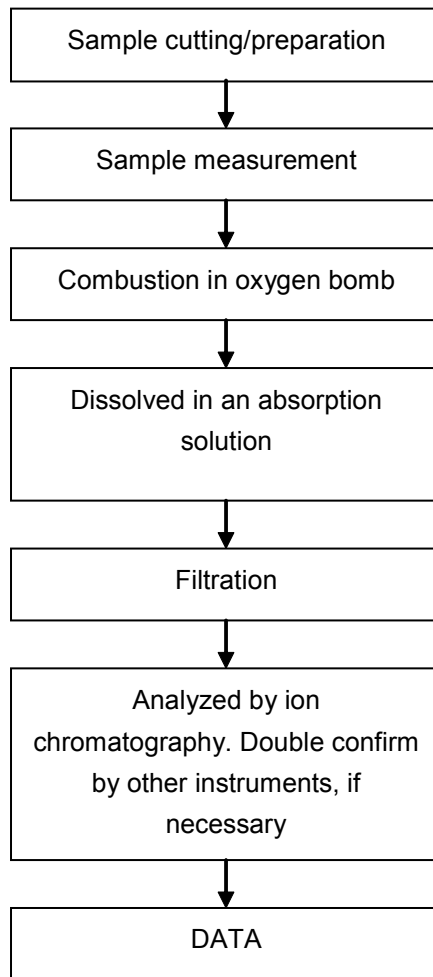 Sample cutting/preparation
Sample measurement
Combustion in oxygen bomb
Dissolved in an absorption
solution
Filtration
Analyzed by ion
chromatography. Double confirm
by other instruments, if
necessary
DATA